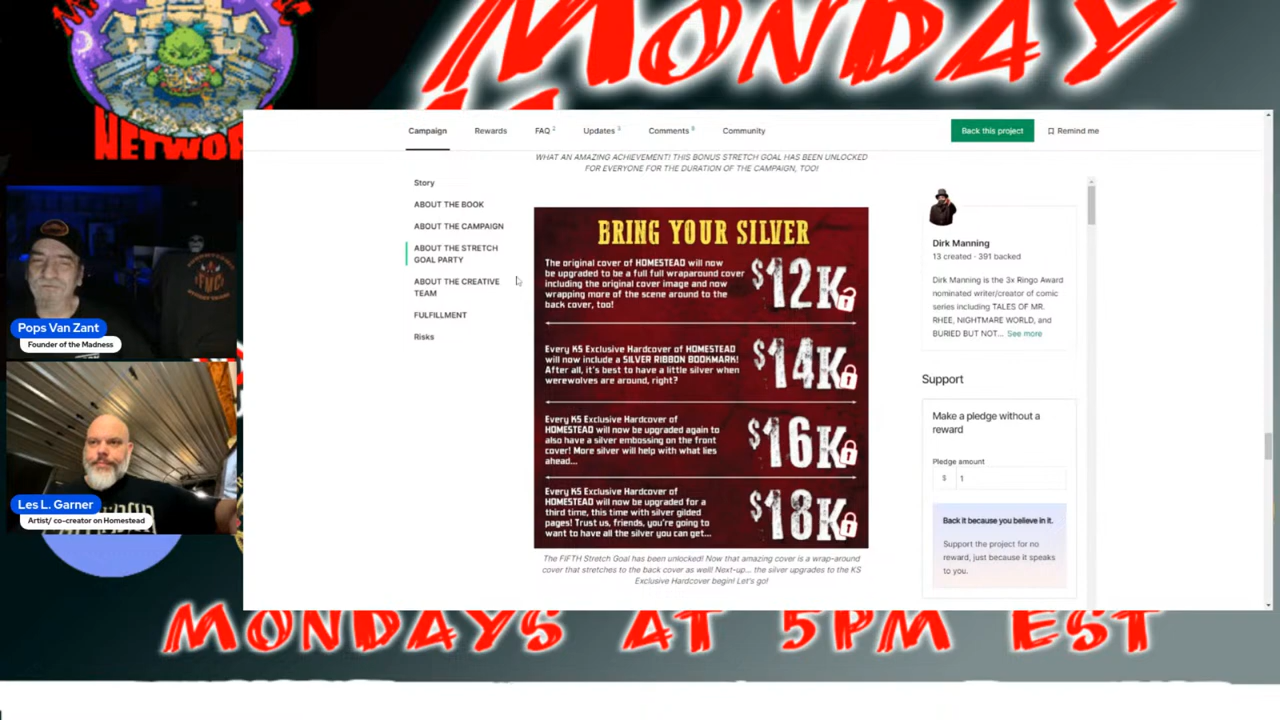 MONDAY
NETWO
Campaign
Rewards
FAQ 2
Updates 5
Comments 8
Community
Back this project
Remind me
WHAT AN AMAZING ACHIEVEMENT! THIS BONUS STRETCH GOAL HAS BEEN UNLOCKED
FOR EVERYONE FOR THE DURATION OF THE CAMPAIGN, TOO!
Story
ABOUT THE BOOK
ABOUT THE CAMPAIGN
ABOUT THE STRETCH
GOAL PARTY
ABOUT THE CREATIVE
TEAM
FULFILLMENT
Risks
BRING YOUR SILVER
The original cover of HOMESTEAD will now
be upgraded to be a full full wraparound cover
including the original cover image and now
wrapping more of the scene around to the
back cover, too!
$12K
Every KS Exclusive Hardcover of HOMESTEAD
will now include a SILVER RIBBON BOOKMARK!
After all, it's best to have a little silver when
werewolves are around, right?
$14K
Every KS Exclusive Hardcover of
HOMESTEAD will now be upgraded again to
also have a silver embossing on the front
cover! More silver will help with what lies
ahead...
$16K
Every KS Exclusive Hardcover of
HOMESTEAD will now be upgraded for a
third time, this time with silver gilded
pages! Trust us, friends, you're going to
want to have all the silver you can get...
$18K
The FIFTH Stretch Goal has been unlocked! Now that amazing cover is a wrap-around
cover that stretches to the back cover as well! Next-up... the silver upgrades to the KS
Exclusive Hardcover begin! Let's go!
Dirk Manning
13 created · 391 backed
Dirk Manning is the 3x Ringo Award
nominated writer/creator of comic
series including TALES OF MR.
RHEE, NIGHTMARE WORLD, and
BURIED BUT NOT... See more
Support
Make a pledge without a
reward
Pledge amount
$ 1
Back it because you believe in it.
Support the project for no
reward, just because it speaks
to you.
Pops Van Zant
Founder of the Madness
Les L. Garner
Artist/ co-creator on Homestead
MONDAYS AT 5PM EST